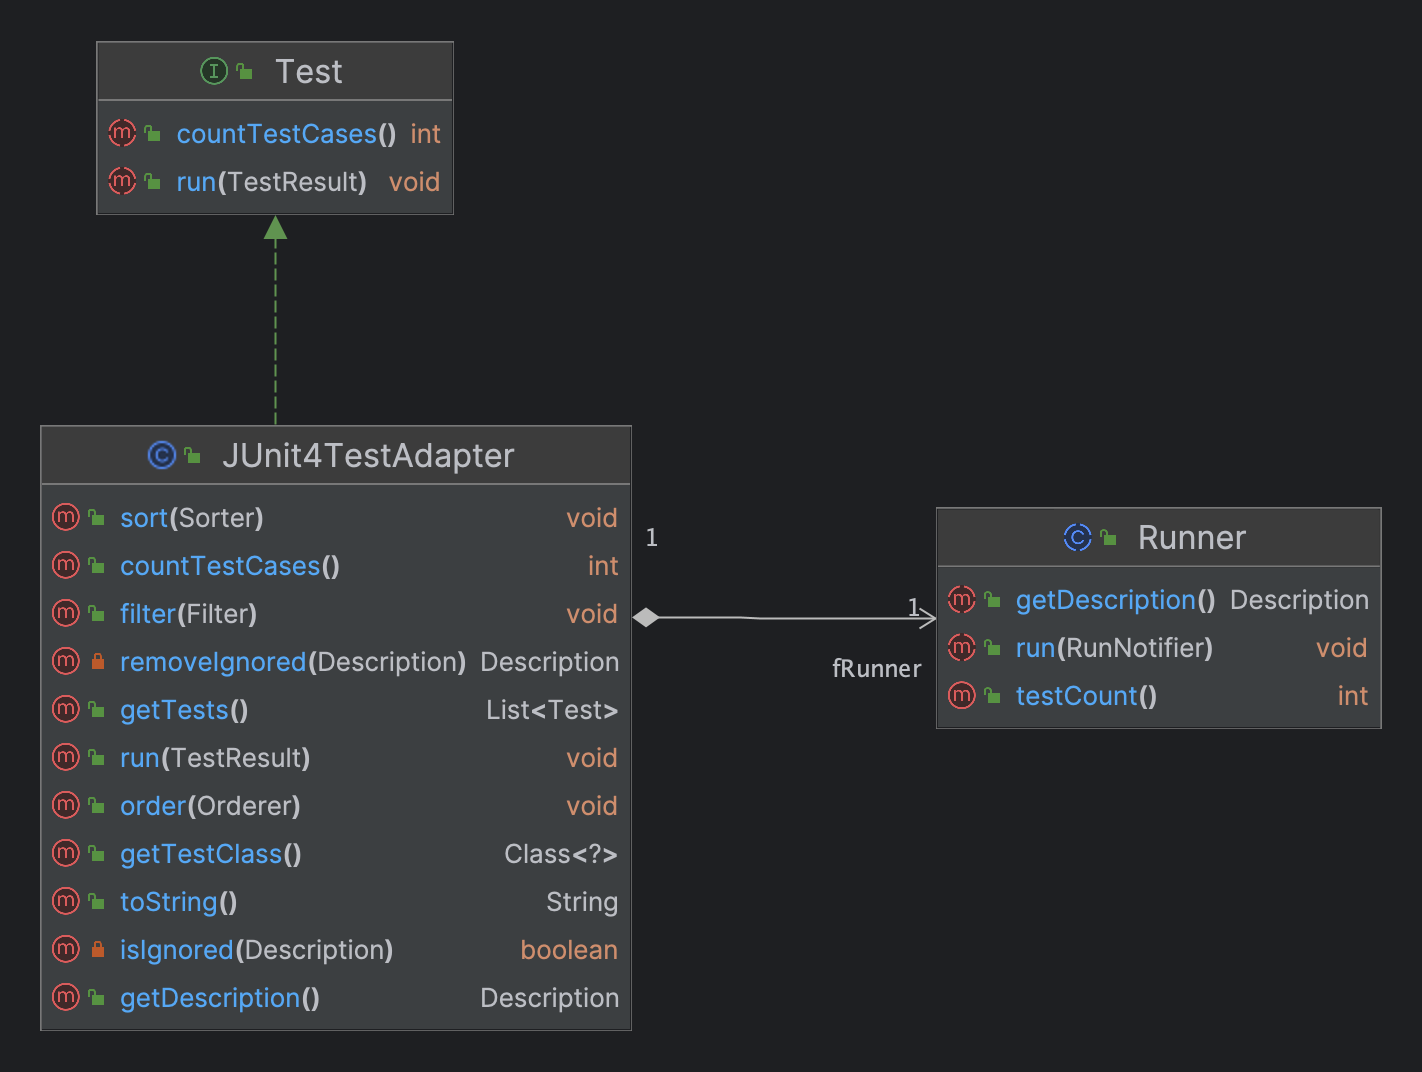 Test
countTestCases() int
run(TestResult) void
JUnit4TestAdapter
sort(Sorter) void
countTestCases() int
filter(Filter) void
removeIgnored(Description) Description
getTests() List<Test>
run(TestResult) void
order(Orderer) void
getTestClass() Class<?>
toString() String
isIgnored(Description) boolean
getDescription() Description
1
1
fRunner
Runner
getDescription() Description
run(RunNotifier) void
testCount() int